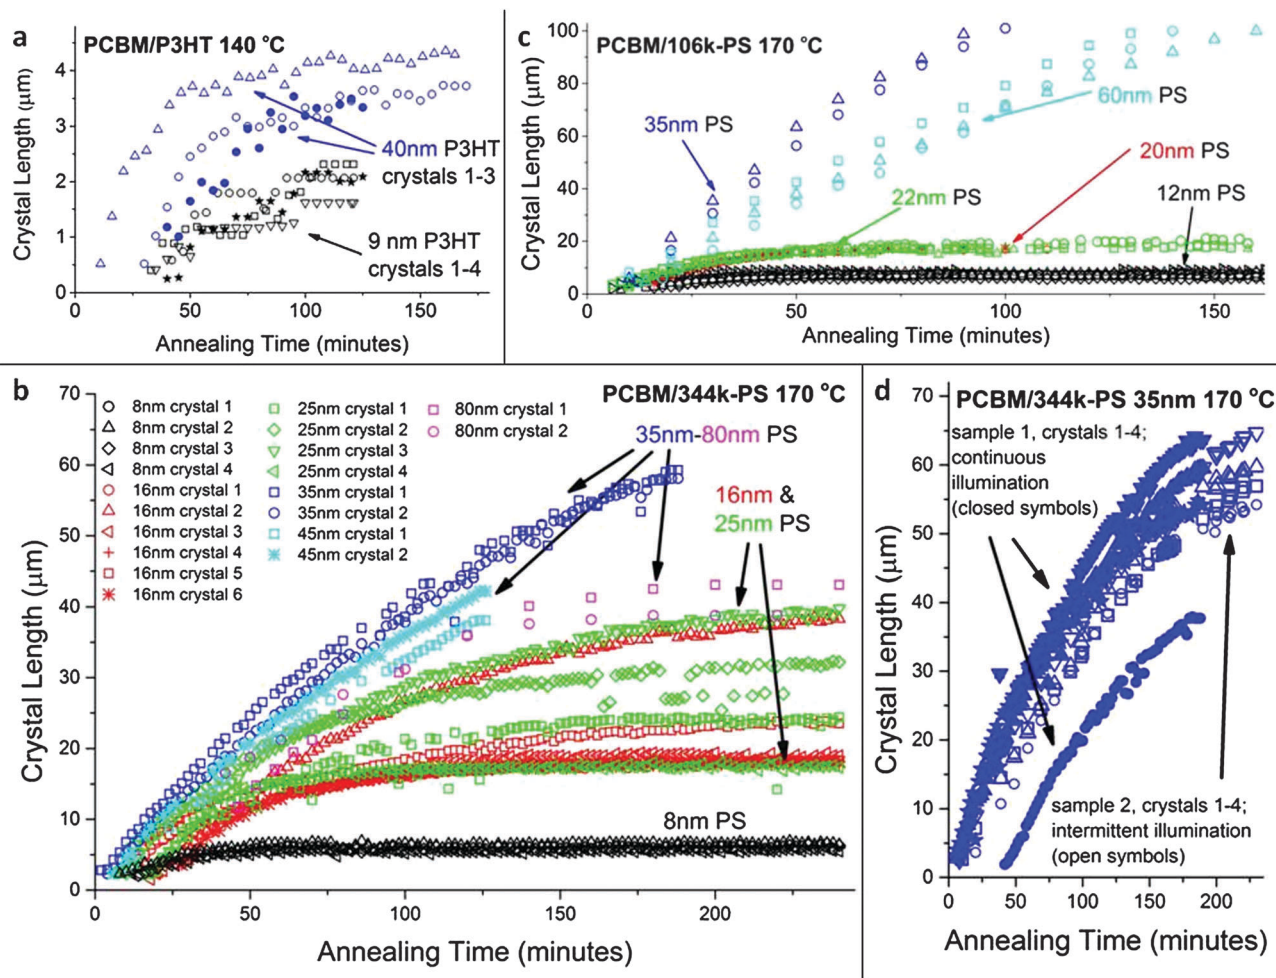 a
PCBM/P3HT 140 °C
Crystal Length (μm)
4
3
2
1
0
0
50
100
150
Annealing Time (minutes)
40nm P3HT
crystals 1-3
9 nm P3HT
crystals 1-4
c
PCBM/106k-PS 170 °C
Crystal Length (μm)
100
80
60
40
20
0
0
50
100
150
Annealing Time (minutes)
35nm PS
60nm PS
20nm PS
22nm PS
12nm PS
b
PCBM/344k-PS 170 °C
Crystal Length (μm)
70
60
50
40
30
20
10
0
0
50
100
150
200
Annealing Time (minutes)
8nm crystal 1
8nm crystal 2
8nm crystal 3
8nm crystal 4
16nm crystal 1
16nm crystal 2
16nm crystal 3
16nm crystal 4
16nm crystal 5
16nm crystal 6
25nm crystal 1
25nm crystal 2
25nm crystal 3
25nm crystal 4
35nm crystal 1
35nm crystal 2
45nm crystal 1
45nm crystal 2
80nm crystal 1
80nm crystal 2
35nm-80nm PS
16nm &
25nm PS
8nm PS
d
PCBM/344k-PS 35nm 170 °C
Crystal Length (μm)
70
60
50
40
30
20
10
0
0
50
100
150
200
Annealing Time (minutes)
sample 1, crystals 1-4;
continuous
illumination
(closed symbols)
sample 2, crystals 1-4;
intermittent illumination
(open symbols)